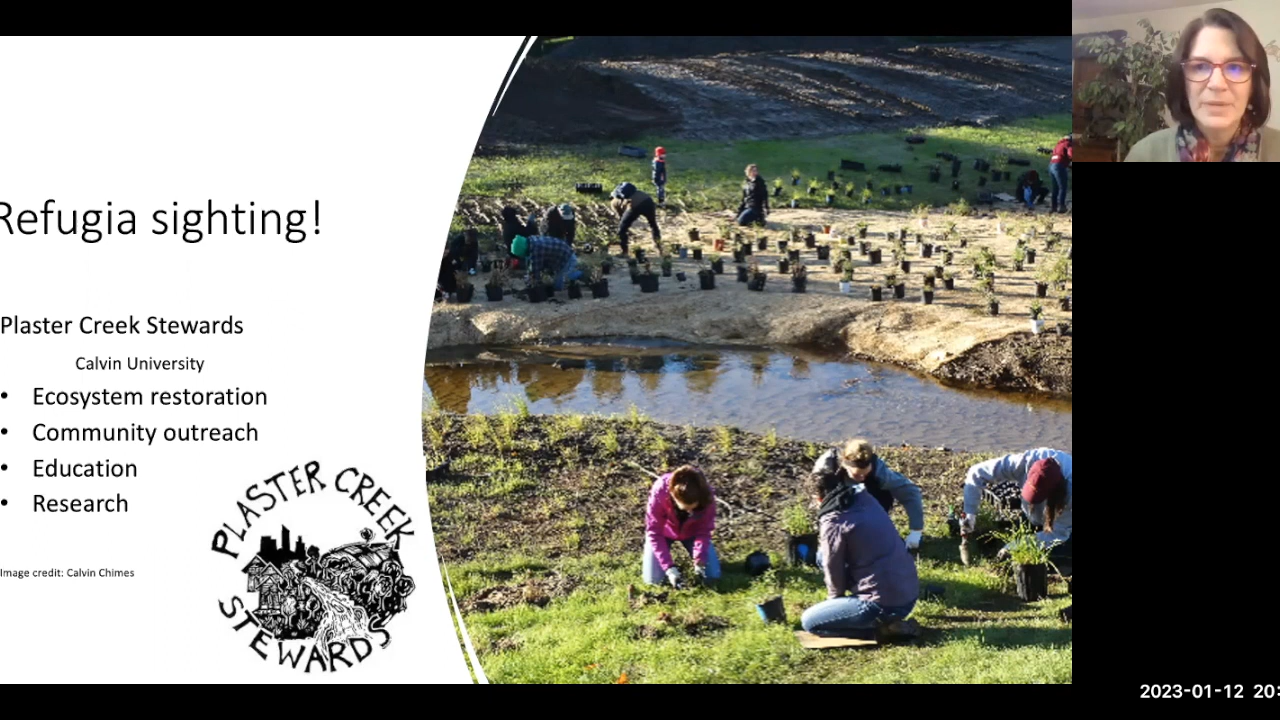 Refugia sighting!
Plaster Creek Stewards
Calvin University
• Ecosystem restoration
• Community outreach
• Education
• Research
PLASTER CREEK
STEWARDS
Image credit: Calvin Chimes
2023-01-12 20: